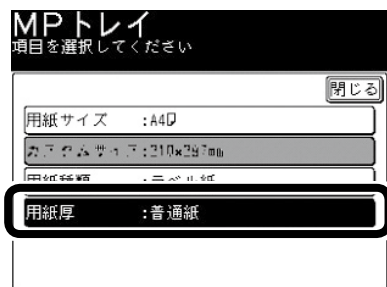 MPトレイ
項目を選択してください
閉じる
用紙サイズ :A4
カスタムサイズ:210×297mm
用紙種類 :ラベル紙
用紙厚 :普通紙